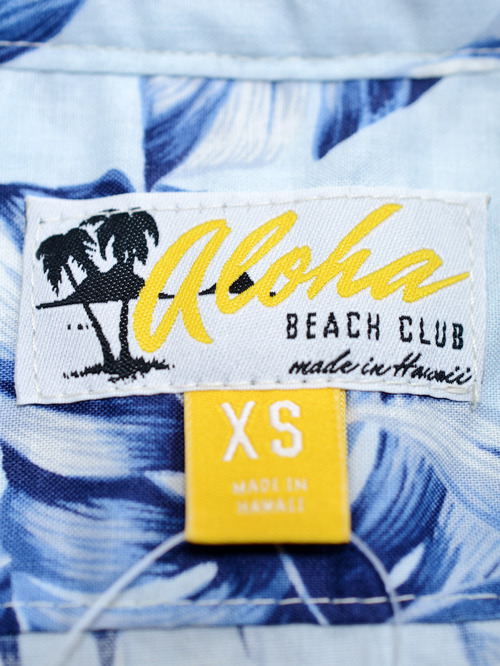 Aloha
BEACH CLUB
made in Hawaii
XS
MADE IN
HAWAII